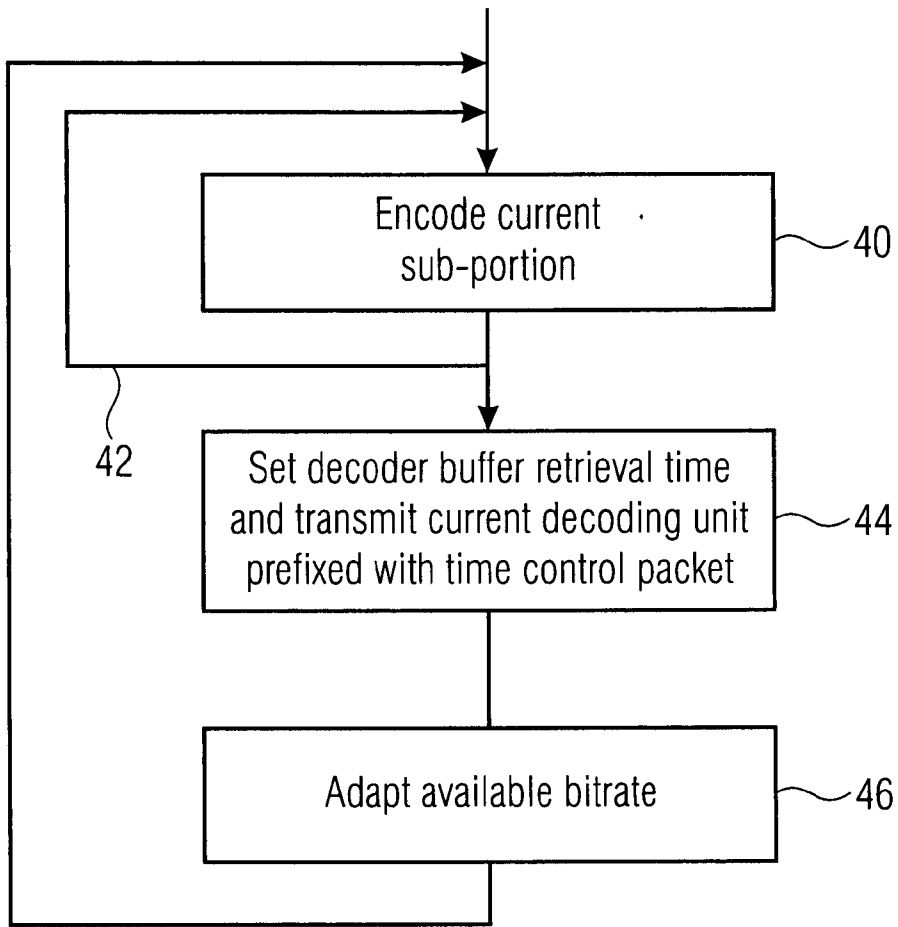 Encode current
sub-portion
40
42
Set decoder buffer retrieval time
and transmit current decoding unit
prefixed with time control packet
44
Adapt available bitrate
46